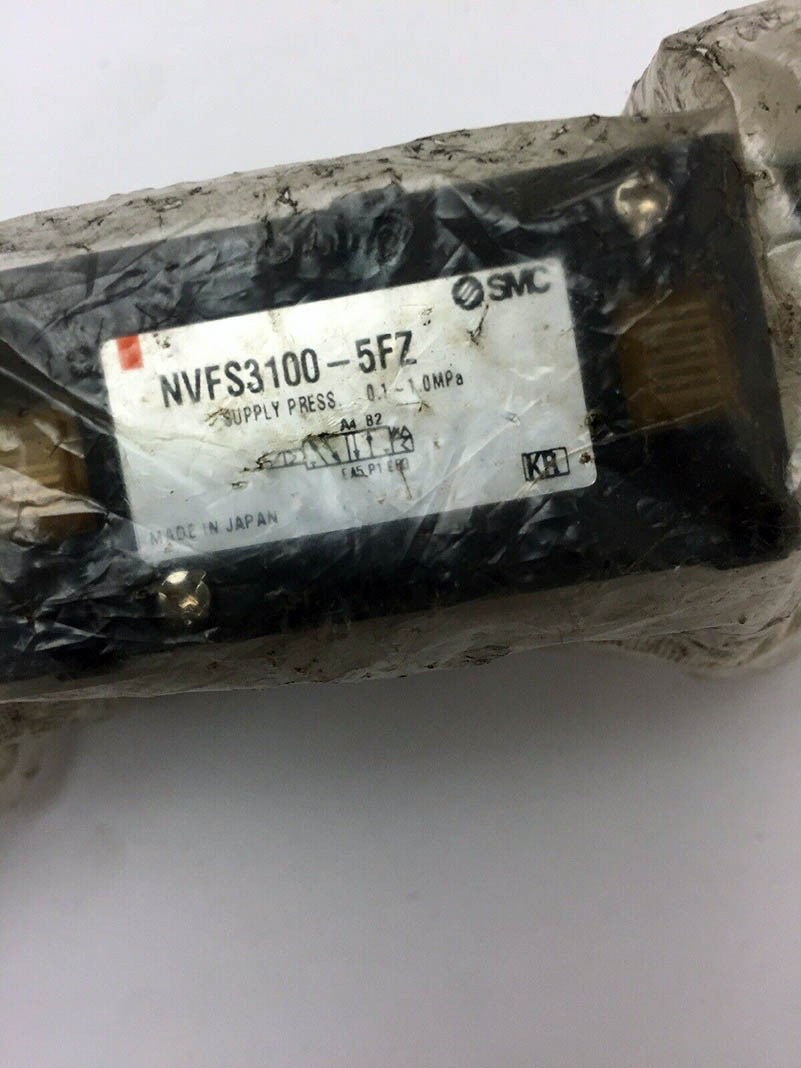 SMC
NVFS3100-5FZ
SUPPLY PRESS. 0.1~1.0MPa
A4 B2
EA5 P1 EB3
KR
MADE IN JAPAN